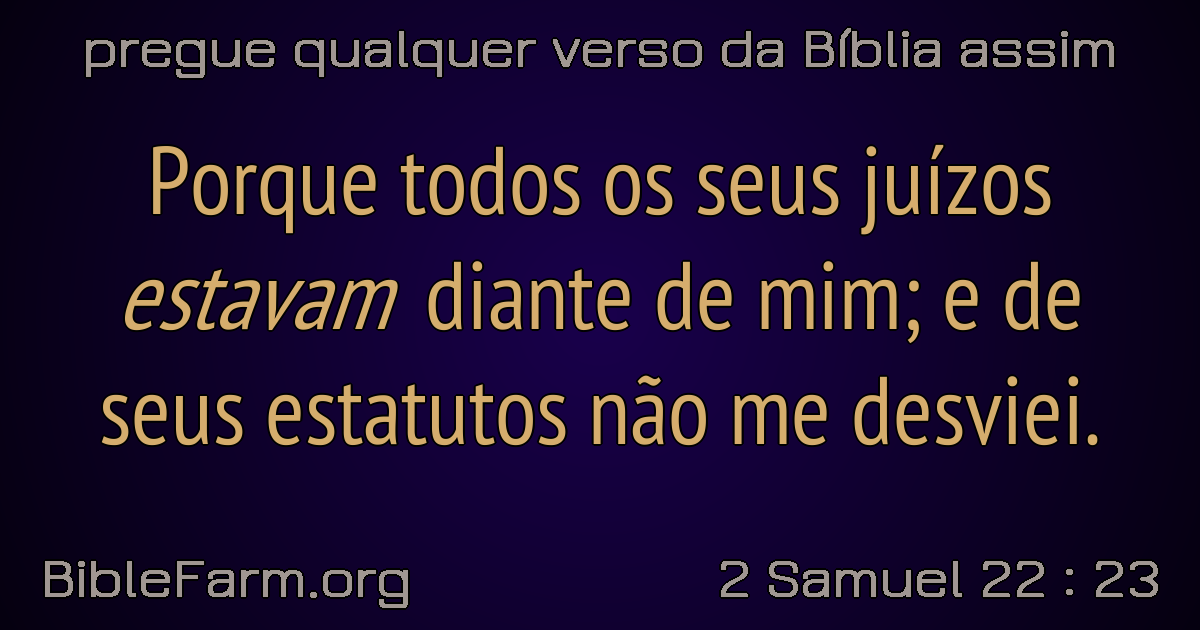 pregue qualquer verso da Bíblia assim
Porque todos os seus juízos
estavam diante de mim; e de
seus estatutos não me desviei.
BibleFarm.org
2 Samuel 22 : 23